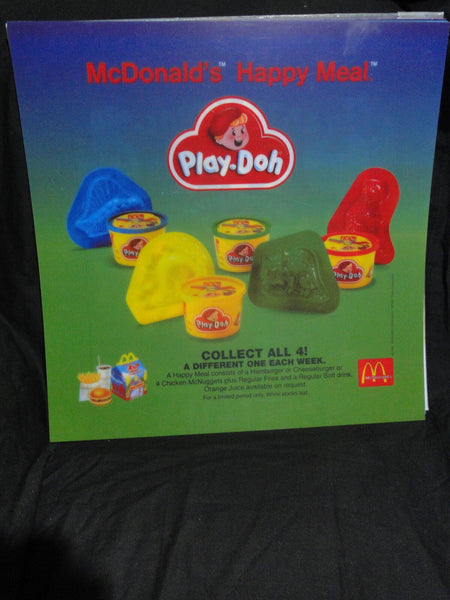 McDonald's™ Happy Meal™
Play-Doh
Play-Doh
Play-Doh
Play-Doh
Play-Doh
COLLECT ALL 4!
A DIFFERENT ONE EACH WEEK.
A Happy Meal consists of a Hamburger or Cheeseburger or
4 Chicken McNuggets plus Regular Fries and a Regular Soft drink,
Orange Juice available on request.
For a limited period only. While stocks last.
McDonald's